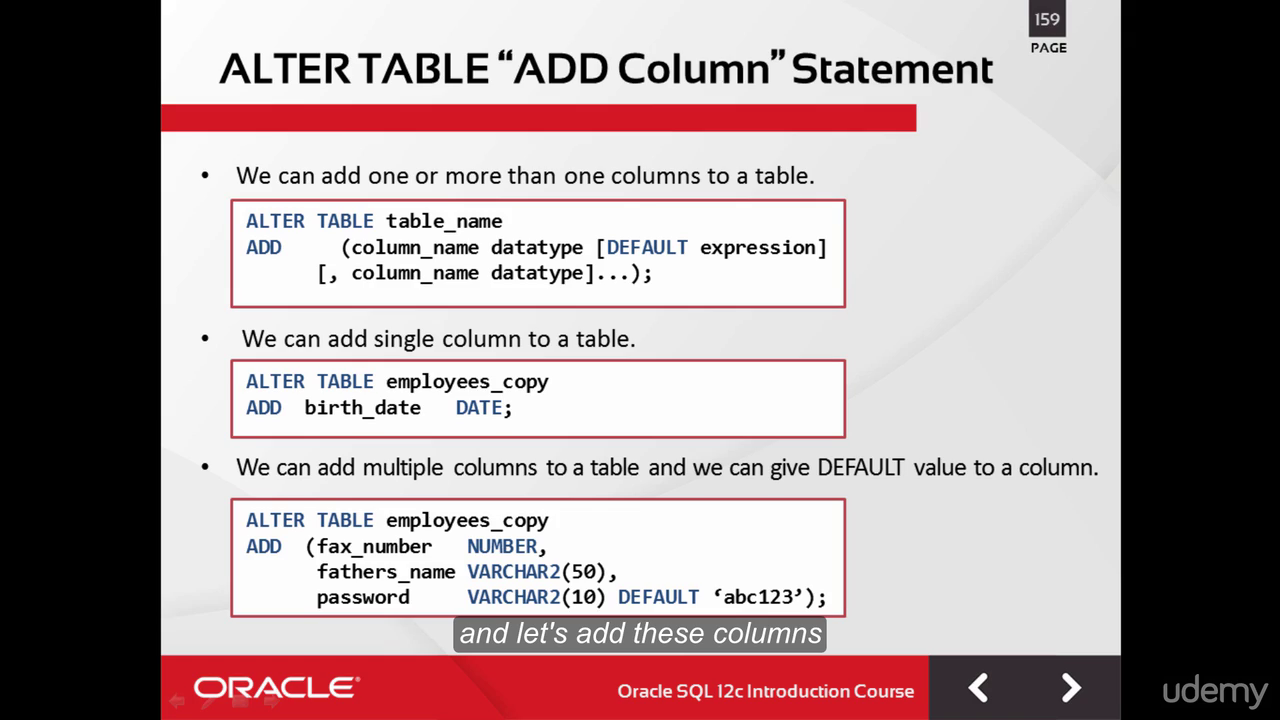 159
PAGE
ALTER TABLE “ADD Column” Statement
• We can add one or more than one columns to a table.
ALTER TABLE table_name
ADD (column_name datatype [DEFAULT expression]
[, column_name datatype]...);
• We can add single column to a table.
ALTER TABLE employees_copy
ADD birth_date DATE;
• We can add multiple columns to a table and we can give DEFAULT value to a column.
ALTER TABLE employees_copy
ADD (fax_number NUMBER,
fathers_name VARCHAR2(50),
password VARCHAR2(10) DEFAULT ‘abc123’);
and let's add these columns
ORACLE®
Oracle SQL 12c Introduction Course
udemy